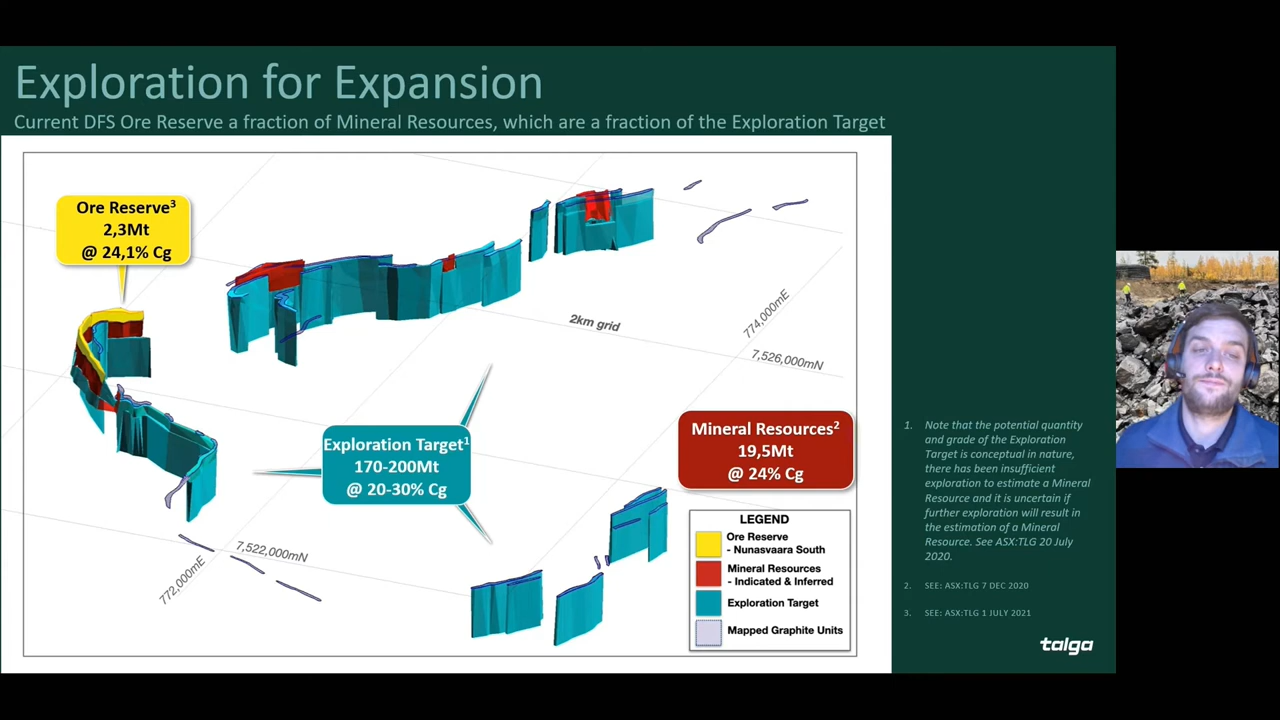 Exploration for Expansion
Current DFS Ore Reserve a fraction of Mineral Resources, which are a fraction of the Exploration Target
Ore Reserve³
2,3Mt
@ 24,1% Cg
2km grid
774,000mE
7,526,000mN
Exploration Target¹
170-200Mt
@ 20-30% Cg
Mineral Resources²
19,5Mt
@ 24% Cg
7,522,000mN
772,000mE
LEGEND
Ore Reserve
- Nunasvaara South
Mineral Resources
- Indicated & Inferred
Exploration Target
Mapped Graphite Units
1. Note that the potential quantity
and grade of the Exploration
Target is conceptual in nature,
there has been insufficient
exploration to estimate a Mineral
Resource and it is uncertain if
further exploration will result in
the estimation of a Mineral
Resource. See ASX:TLG 20 July
2020.
2. SEE: ASX:TLG 7 DEC 2020
3. SEE: ASX:TLG 1 JULY 2021
talga